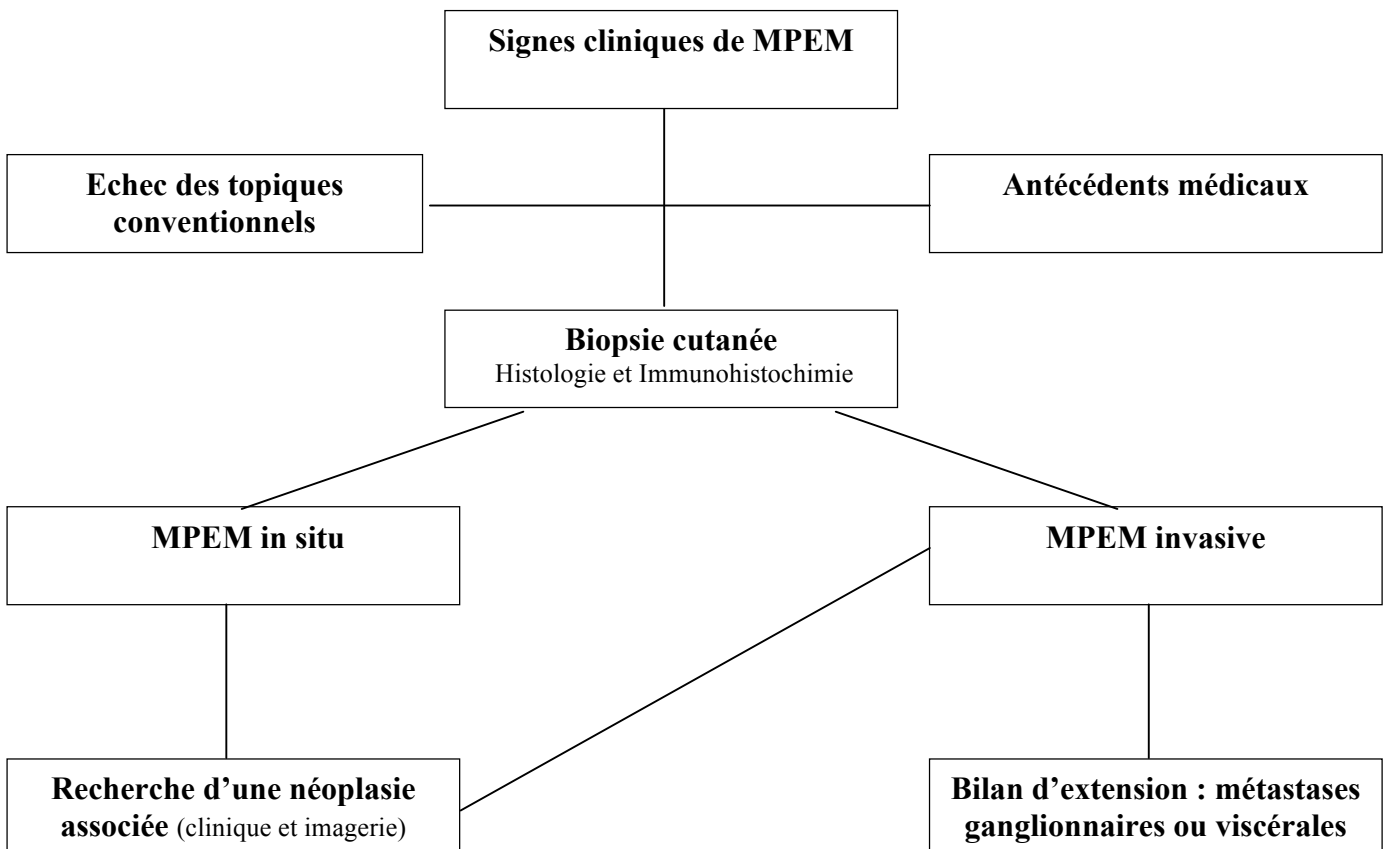 Signes cliniques de MPEM
Echec des topiques
conventionnels
Antécédents médicaux
Biopsie cutanée
Histologie et Immunohistochimie
MPEM in situ
MPEM invasive
Recherche d’une néoplasie
associée (clinique et imagerie)
Bilan d’extension : métastases
ganglionnaires ou viscérales